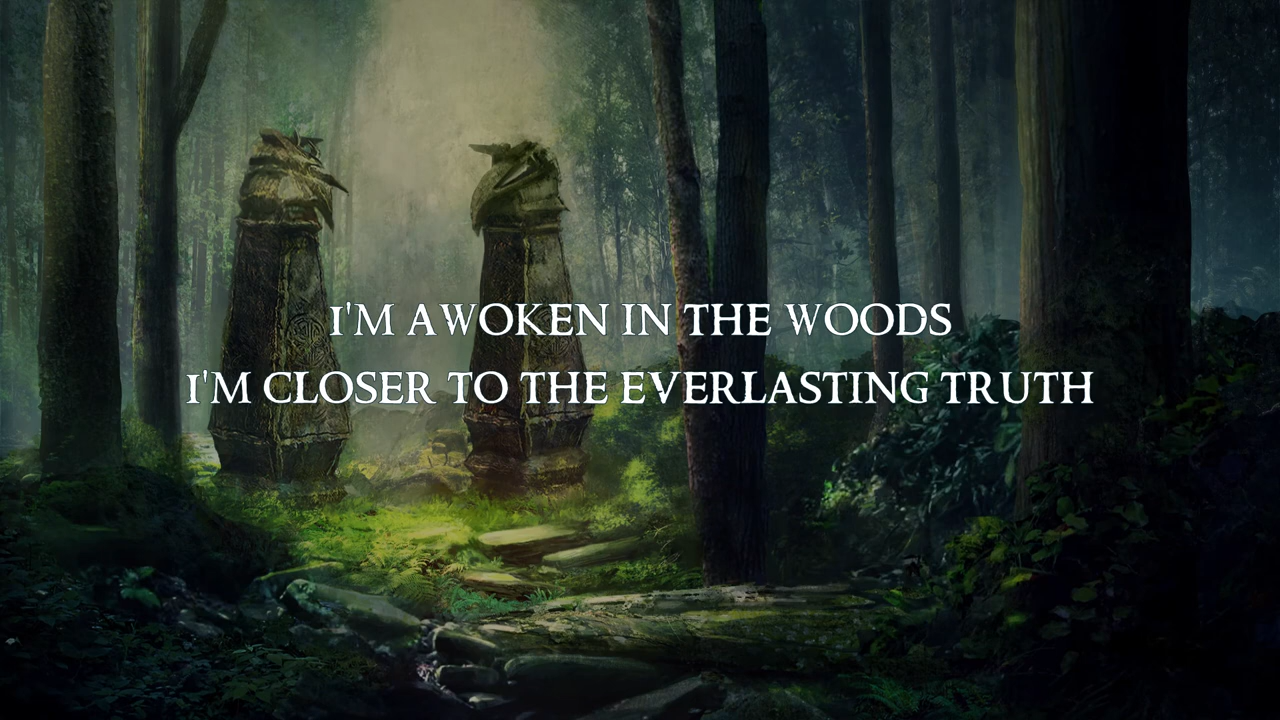 I'M AWOKEN IN THE WOODS
I'M CLOSER TO THE EVERLASTING TRUTH